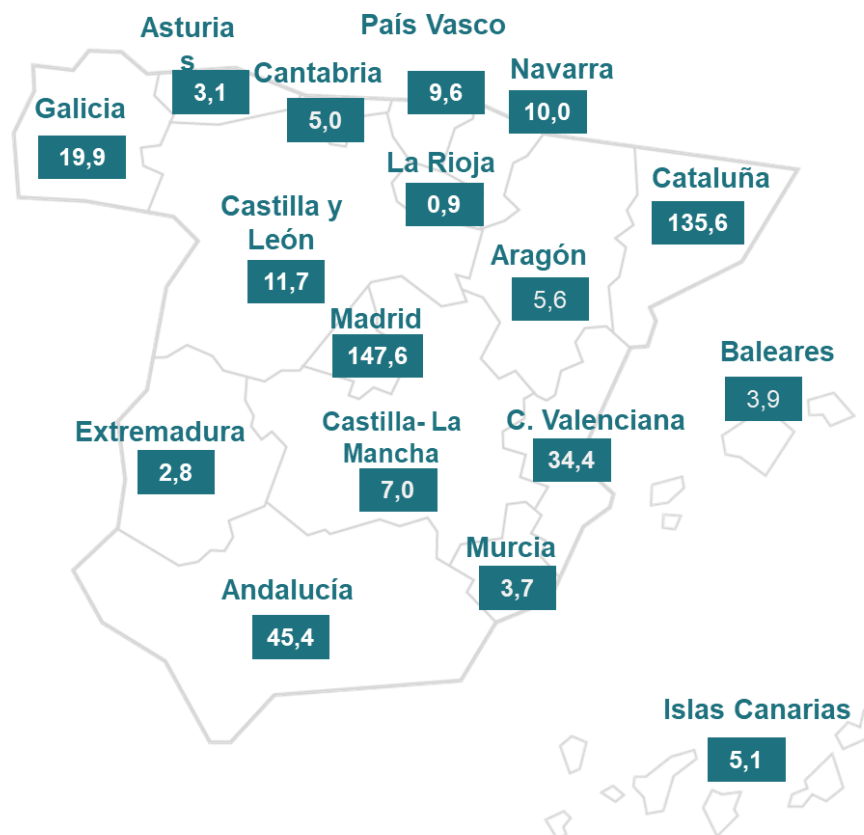 Asturia
s
3,1
País Vasco
9,6
Cantabria
5,0
Navarra
10,0
Galicia
19,9
La Rioja
0,9
Cataluña
135,6
Castilla y
León
11,7
Aragón
5,6
Madrid
147,6
Baleares
3,9
Extremadura
2,8
Castilla- La
Mancha
7,0
C. Valenciana
34,4
Murcia
3,7
Andalucía
45,4
Islas Canarias
5,1